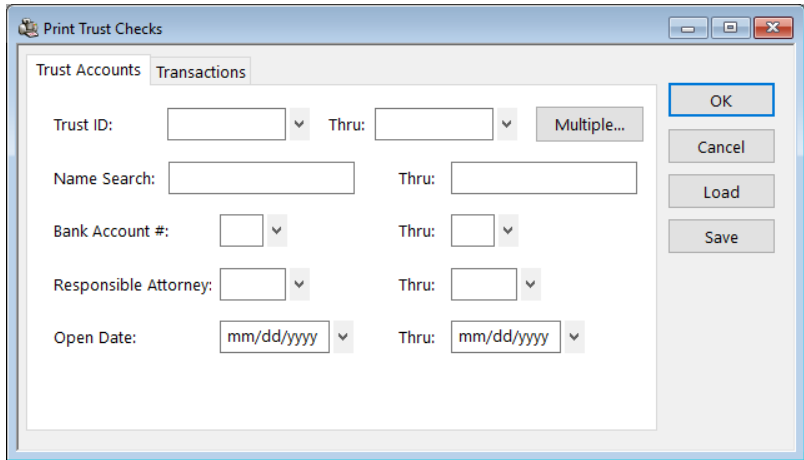 Print Trust Checks
Trust Accounts Transactions
OK
Trust ID: Thru: Multiple...
Cancel
Name Search: Thru:
Load
Bank Account #: Thru:
Save
Responsible Attorney: Thru:
Open Date: mm/dd/yyyy Thru: mm/dd/yyyy